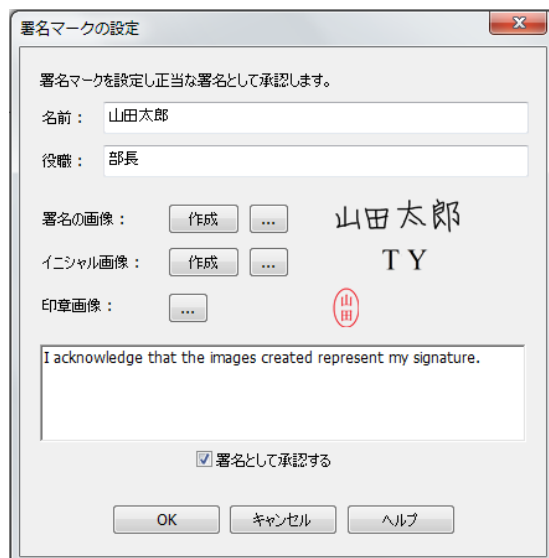 署名マークの設定
署名マークを設定し正当な署名として承認します。
名前： 山田太郎
役職： 部長
署名の画像： 作成 ... 山田太郎
イニシャル画像： 作成 ... T Y
印章画像： ... 山田
I acknowledge that the images created represent my signature.
署名として承認する
OK キャンセル ヘルプ